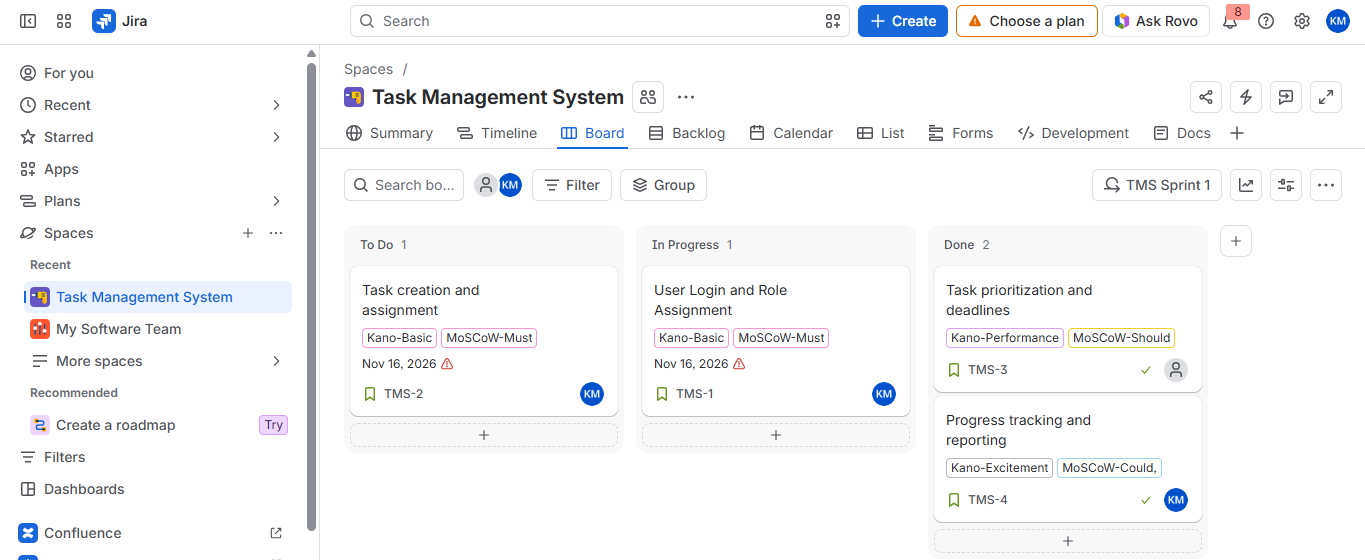 Jira
Search
Create
Choose a plan
Ask Rovo
8
KM
For you
Recent
Starred
Apps
Plans
Spaces
Recent
Task Management System
My Software Team
More spaces
Recommended
Create a roadmap
Try
Filters
Dashboards
Confluence
Spaces /
Task Management System
Summary
Timeline
Board
Backlog
Calendar
List
Forms
Development
Docs
Search bo...
KM
Filter
Group
TMS Sprint 1
To Do 1
Task creation and
assignment
Kano-Basic
MoSCoW-Must
Nov 16, 2026
TMS-2
KM
In Progress 1
User Login and Role
Assignment
Kano-Basic
MoSCoW-Must
Nov 16, 2026
TMS-1
KM
Done 2
Task prioritization and
deadlines
Kano-Performance
MoSCoW-Should
TMS-3
Progress tracking and
reporting
Kano-Excitement
MoSCoW-Could,
TMS-4
KM